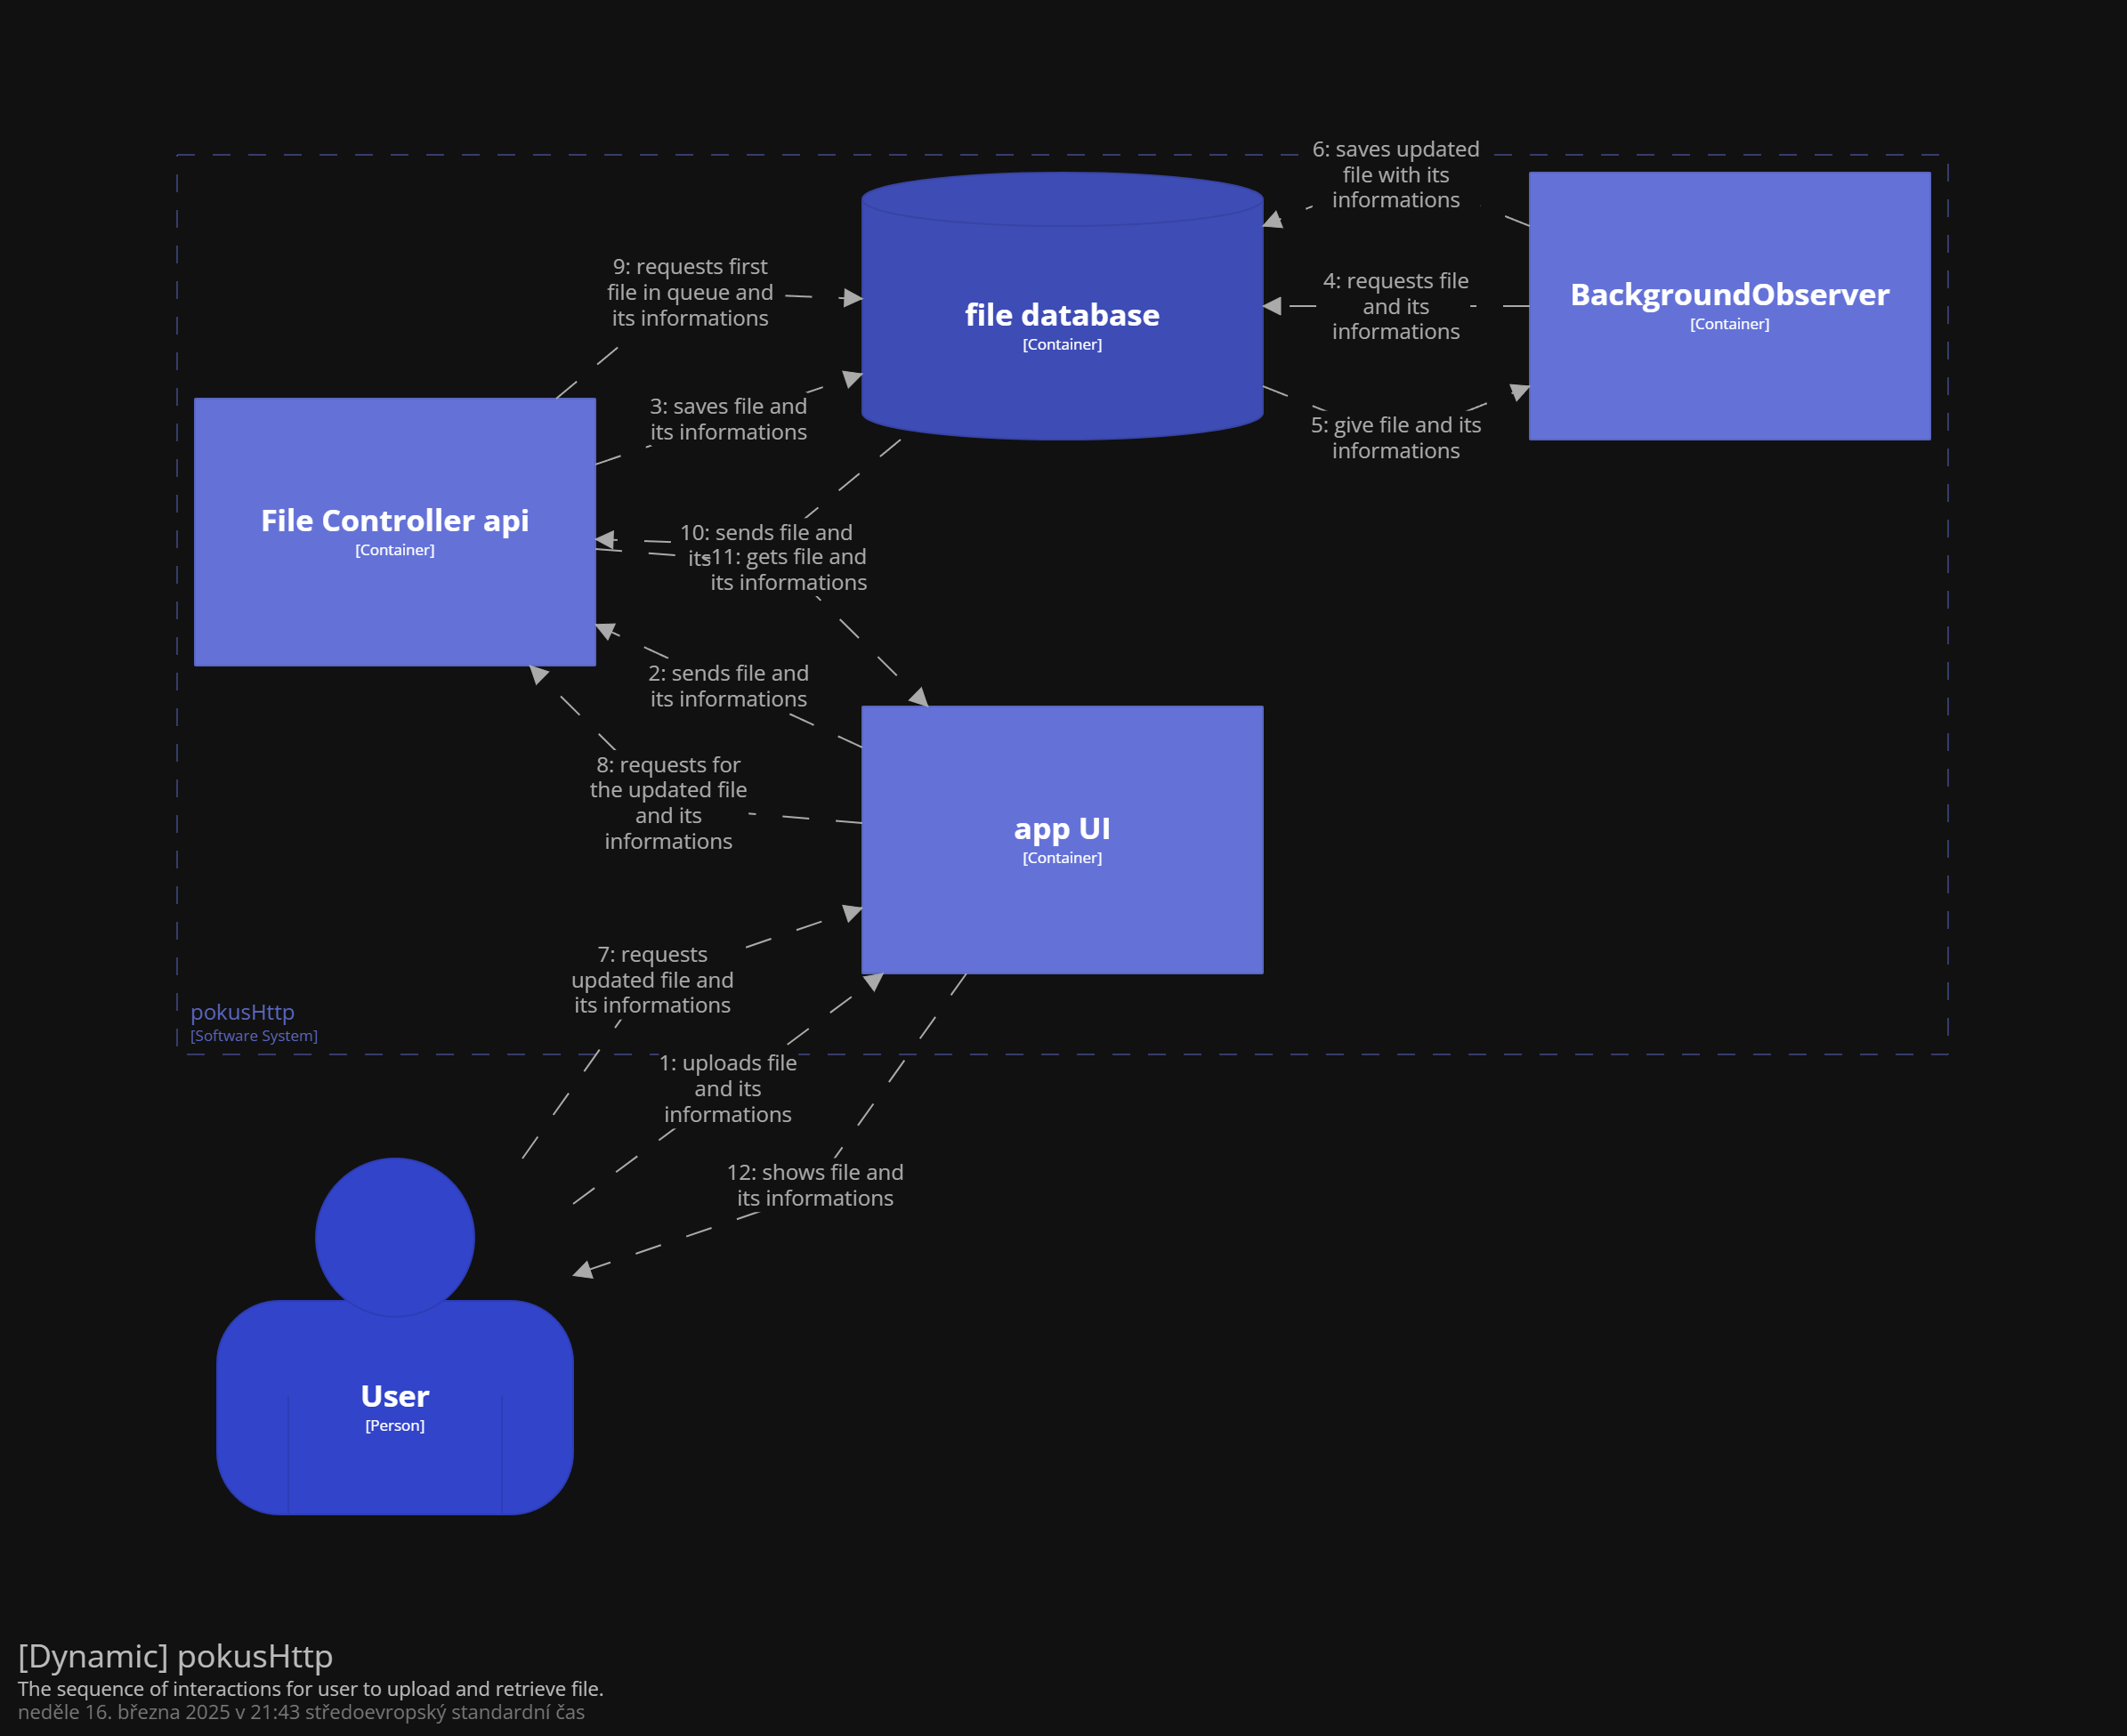 6: saves updated
file with its
informations
9: requests first
file in queue and
its informations
file database
[Container]
4: requests file
and its
informations
BackgroundObserver
[Container]
3: saves file and
its informations
5: give file and its
informations
File Controller api
[Container]
10: sends file and
its
11: gets file and
its informations
2: sends file and
its informations
8: requests for
the updated file
and its
informations
app UI
[Container]
7: requests
updated file and
its informations
pokusHttp
[Software System]
1: uploads file
and its
informations
12: shows file and
its informations
User
[Person]
[Dynamic] pokusHttp
The sequence of interactions for user to upload and retrieve file.
neděle 16. března 2025 v 21:43 středoevropský standardní čas